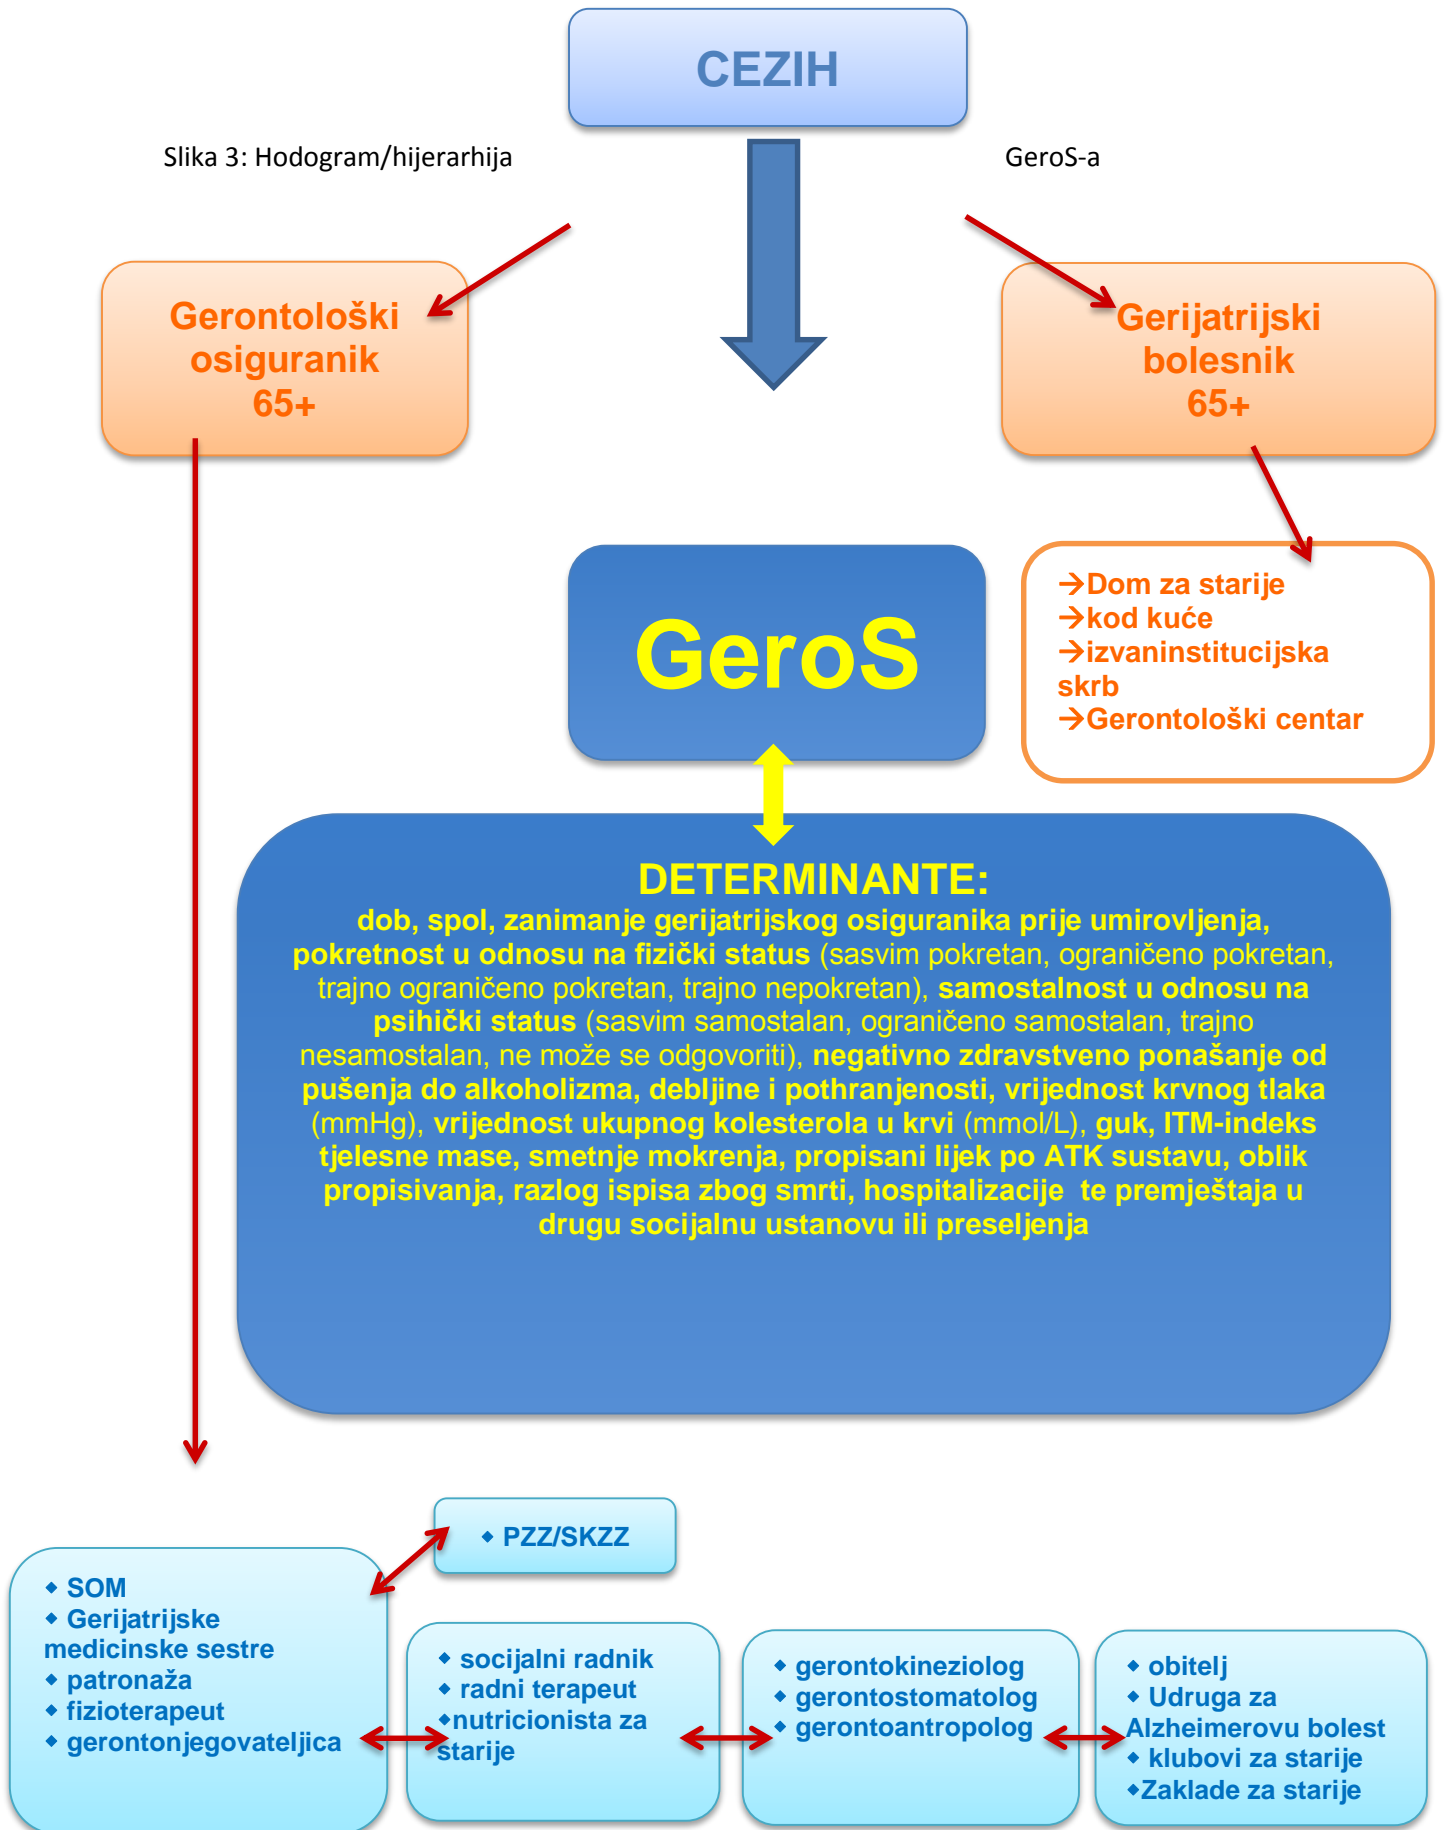 CEZIH
Slika 3: Hodogram/hijerarhija GeroS-a
Gerontološki
osiguranik
65+
Gerijatrijski
bolesnik
65+
GeroS
→Dom za starije
→kod kuće
→izvaninstitucijska
skrb
→Gerontološki centar
DETERMINANTE:
dob, spol, zanimanje gerijatrijskog osiguranika prije umirovljenja,
pokretnost u odnosu na fizički status (sasvim pokretan, ograničeno pokretan,
trajno ograničeno pokretan, trajno nepokretan), samostalnost u odnosu na
psihički status (sasvim samostalan, ograničeno samostalan, trajno
nesamostalan, ne može se odgovoriti), negativno zdravstveno ponašanje od
pušenja do alkoholizma, debljine i pothranjenosti, vrijednost krvnog tlaka
(mmHg), vrijednost ukupnog kolesterola u krvi (mmol/L), guk, ITM-indeks
tjelesne mase, smetnje mokrenja, propisani lijek po ATK sustavu, oblik
propisivanja, razlog ispisa zbog smrti, hospitalizacije te premještaja u
drugu socijalnu ustanovu ili preseljenja
◆ PZZ/SKZZ
◆ SOM
◆ Gerijatrijske
medicinske sestre
◆ patronaža
◆ fizioterapeut
◆ gerontonjegovateljica
◆ socijalni radnik
◆ radni terapeut
◆nutricionista za
starije
◆ gerontokineziolog
◆ gerontostomatolog
◆ gerontoantropolog
◆ obitelj
◆ Udruga za
Alzheimerovu bolest
◆ klubovi za starije
◆Zaklade za starije